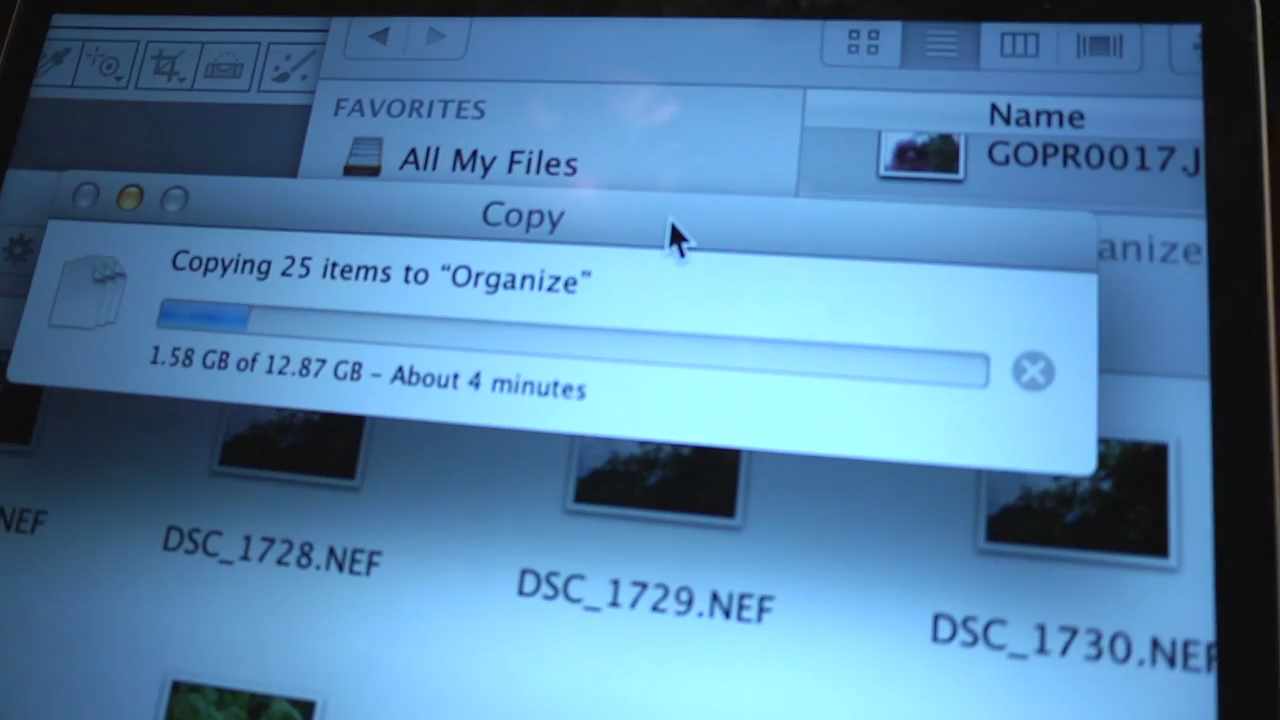 FAVORITES
All My Files
Name
GOPR0017.J
Copy
anize
Copying 25 items to “Organize”
1.58 GB of 12.87 GB – About 4 minutes
NEF
DSC_1728.NEF
DSC_1729.NEF
DSC_1730.NEF